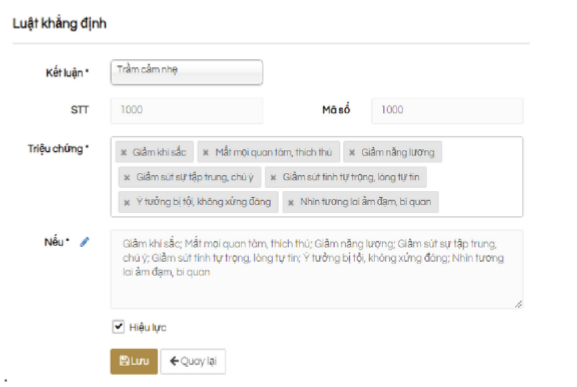 Luật khẳng định
Kết luận *
Trầm cảm nhẹ
STT
1000
Mã số
1000
Triệu chứng *
× Giảm khí sắc × Mất mọi quan tâm, thích thú × Giảm năng lượng
× Giảm sút sự tập trung, chú ý × Giảm sút tính tự trọng, lòng tự tin
× Ý tưởng bị tội, không xứng đáng × Nhìn tương lai ảm đạm, bi quan
Nếu *
Giảm khí sắc; Mất mọi quan tâm, thích thú; Giảm năng lượng; Giảm sút sự tập trung,
chú ý; Giảm sút tính tự trọng, lòng tự tin; Ý tưởng bị tội, không xứng đáng; Nhìn tương
lai ảm đạm, bi quan
Hiệu lực
Lưu
Quay lại